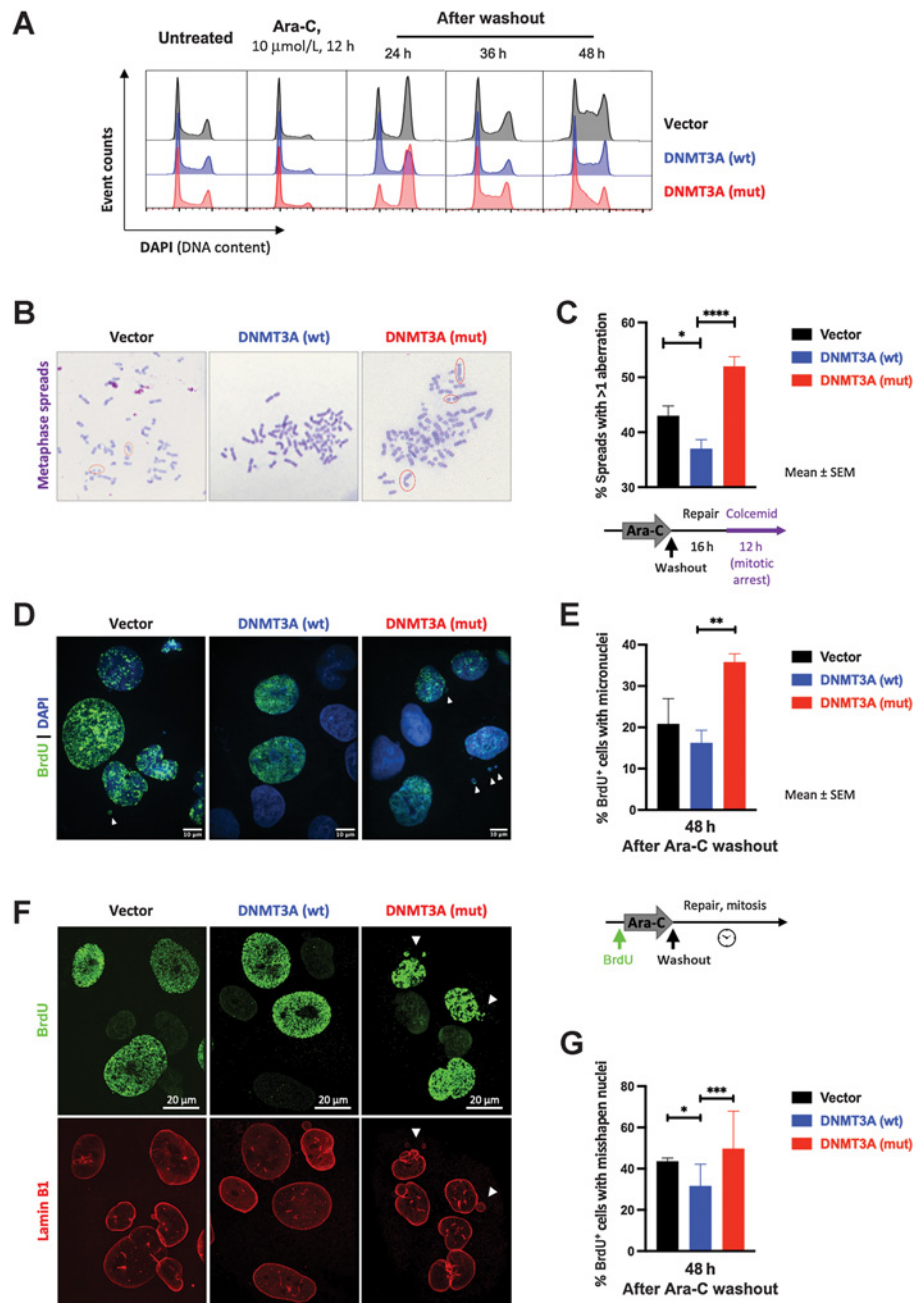 A
Untreated
Ara-C,
10 μmol/L, 12 h
After washout
24 h
36 h
48 h
Event counts
Vector
DNMT3A (wt)
DNMT3A (mut)
DAPI (DNA content)
B
Vector
DNMT3A (wt)
DNMT3A (mut)
Metaphase spreads
C
% Spreads with >1 aberration
60
50
40
30
*
****
Vector
DNMT3A (wt)
DNMT3A (mut)
Mean ± SEM
Ara-C
Repair
Colcemid
16 h
12 h
(mitotic
arrest)
Washout
D
Vector
DNMT3A (wt)
DNMT3A (mut)
BrdU | DAPI
10 μm
10 μm
10 μm
E
% BrdU+ cells with micronuclei
60
40
20
0
**
Vector
DNMT3A (wt)
DNMT3A (mut)
Mean ± SEM
48 h
After Ara-C washout
Ara-C
Repair, mitosis
BrdU
Washout
F
Vector
DNMT3A (wt)
DNMT3A (mut)
BrdU
20 μm
20 μm
20 μm
Lamin B1
G
% BrdU+ cells with misshapen nuclei
80
60
40
20
0
*
***
Vector
DNMT3A (wt)
DNMT3A (mut)
48 h
After Ara-C washout